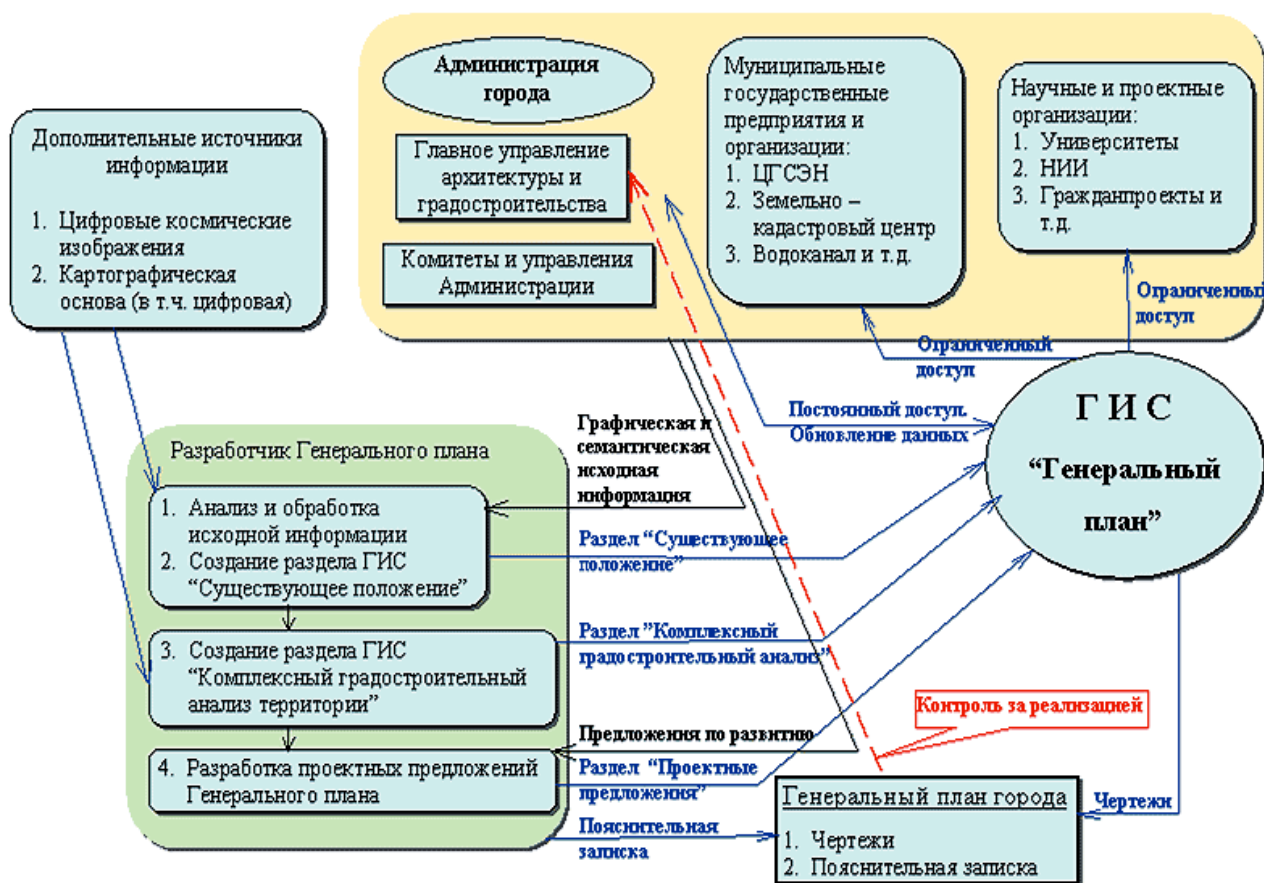 Администрация
города
Главное управление
архитектуры и
градостроительства
Комитеты и управления
Администрации
Муниципальные
государственные
предприятия и
организации:
1. ЦГСЭН
2. Земельно –
кадастровый центр
3. Водоканал и т.д.
Научные и проектные
организации:
1. Университеты
2. НИИ
3. Гражданпроекты и
т.д.
Дополнительные источники
информации
1. Цифровые космические
изображения
2. Картографическая
основа (в т.ч. цифровая)
Ограниченный
доступ
Ограниченный
доступ
Постоянный доступ.
Обновление данных
Г И С
“Генеральный
план”
Графическая и
семантическая
исходная
информация
Разработчик Генерального плана
1. Анализ и обработка
исходной информации
2. Создание раздела ГИС
“Существующее положение”
Раздел “Существующее
положение”
3. Создание раздела ГИС
“Комплексный градостроительный
анализ территории”
Раздел ”Комплексный
градостроительный анализ”
Предложения по развитию
4. Разработка проектных предложений
Генерального плана
Раздел “Проектные
предложения”
Пояснительная
записка
Контроль за реализацией
Генеральный план города
1. Чертежи
2. Пояснительная записка
Чертежи